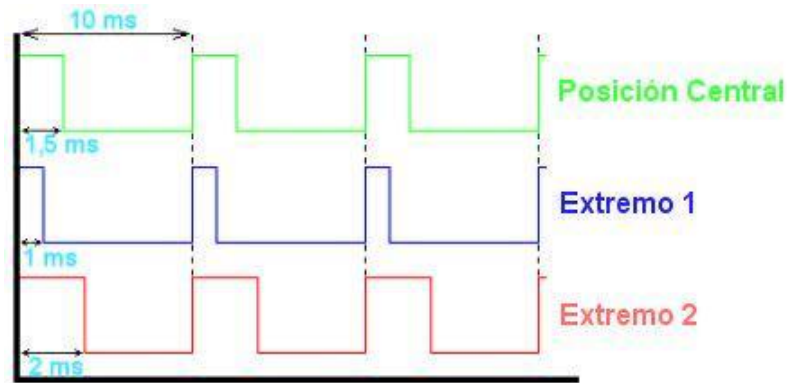 10 ms
Posición Central
1,5 ms
Extremo 1
1 ms
Extremo 2
2 ms